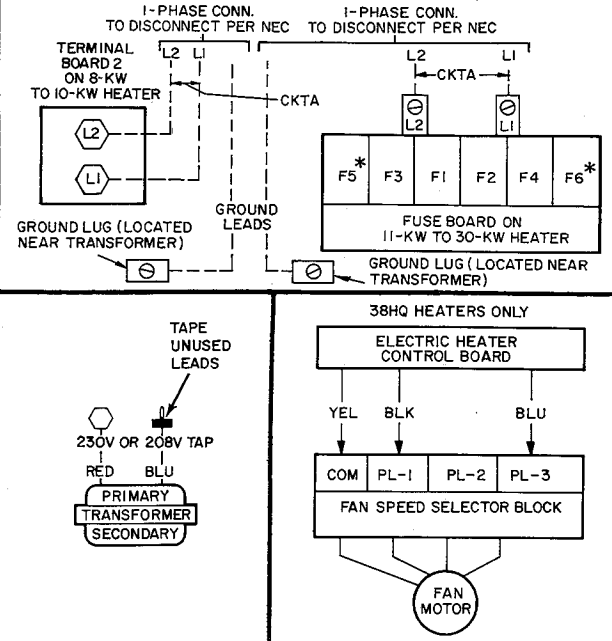 1-PHASE CONN.
TO DISCONNECT PER NEC
TERMINAL
BOARD 2
ON 8-KW
TO 10-KW HEATER
L2 L1
CKTA
L2
L1
GROUND LUG (LOCATED
NEAR TRANSFORMER)
GROUND
LEADS
1-PHASE CONN.
TO DISCONNECT PER NEC
L2 L1
CKTA
L2 L1
F5* F3 F1 F2 F4 F6*
FUSE BOARD ON
11-KW TO 30-KW HEATER
GROUND LUG (LOCATED NEAR
TRANSFORMER)
TAPE
UNUSED
LEADS
230V OR 208V TAP
RED BLU
PRIMARY
TRANSFORMER
SECONDARY
38HQ HEATERS ONLY
ELECTRIC HEATER
CONTROL BOARD
YEL BLK BLU
COM PL-1 PL-2 PL-3
FAN SPEED SELECTOR BLOCK
FAN
MOTOR